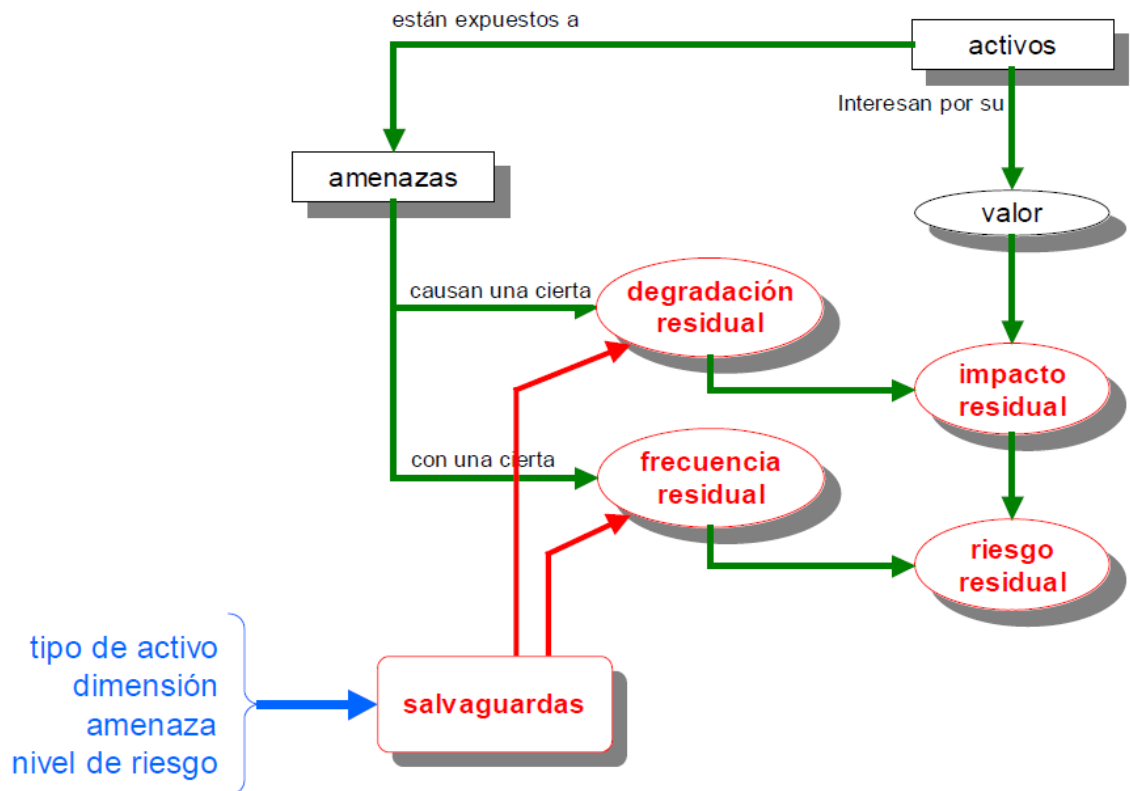 están expuestos a
activos
Interesan por su
amenazas
valor
causan una cierta
degradación
residual
impacto
residual
con una cierta
frecuencia
residual
riesgo
residual
tipo de activo
dimensión
amenaza
nivel de riesgo
salvaguardas